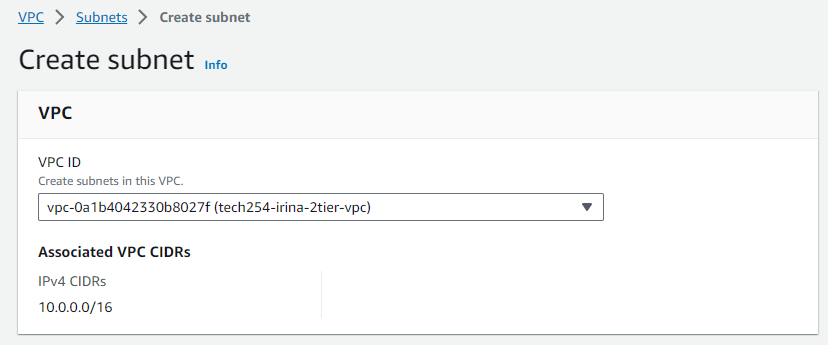 VPC > Subnets > Create subnet
Create subnet Info
VPC
VPC ID
Create subnets in this VPC.
vpc-0a1b4042330b8027f (tech254-irina-2tier-vpc)
Associated VPC CIDRs
IPv4 CIDRs
10.0.0.0/16